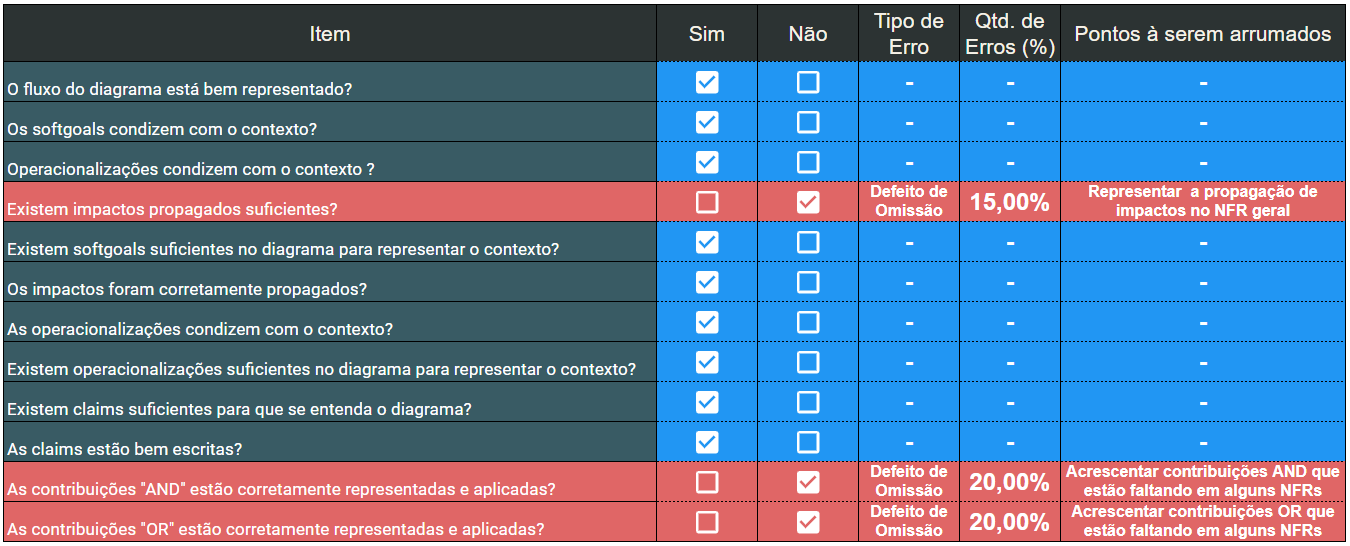 Item Sim Não Tipo de Erro Qtd. de Erros (%) Pontos à serem arrumados
O fluxo do diagrama está bem representado? - - -
Os softgoals condizem com o contexto? - - -
Operacionalizações condizem com o contexto ? - - -
Existem impactos propagados suficientes? Defeito de Omissão 15,00% Representar a propagação de impactos no NFR geral
Existem softgoals suficientes no diagrama para representar o contexto? - - -
Os impactos foram corretamente propagados? - - -
As operacionalizações condizem com o contexto? - - -
Existem operacionalizações suficientes no diagrama para representar o contexto? - - -
Existem claims suficientes para que se entenda o diagrama? - - -
As claims estão bem escritas? - - -
As contribuições "AND" estão corretamente representadas e aplicadas? Defeito de Omissão 20,00% Acrescentar contribuições AND que estão faltando em alguns NFRs
As contribuições "OR" estão corretamente representadas e aplicadas? Defeito de Omissão 20,00% Acrescentar contribuições OR que estão faltando em alguns NFRs